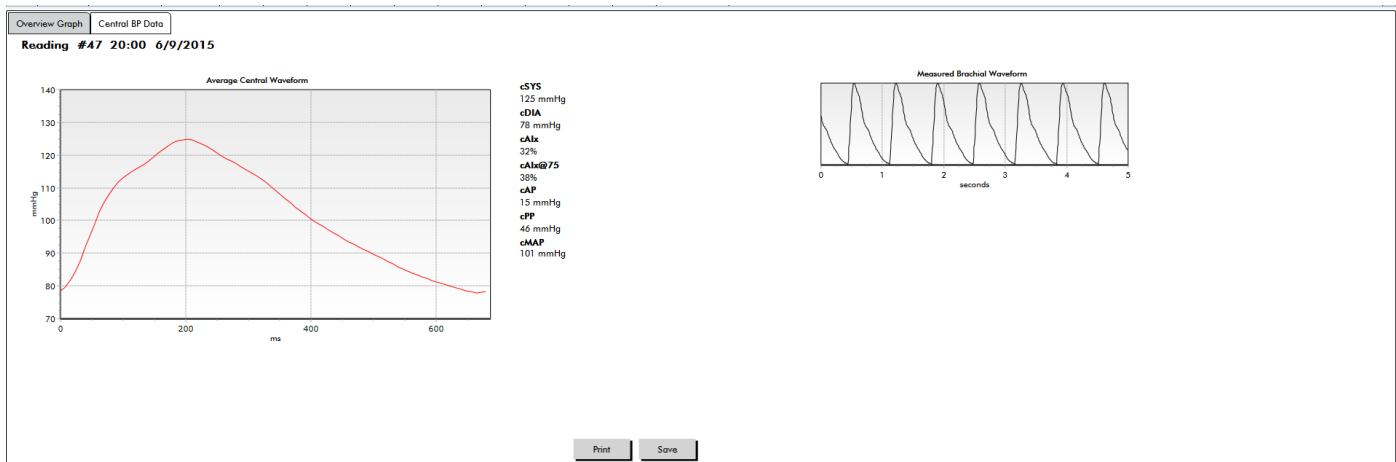 Overview Graph Central BP Data
Reading #47 20:00 6/9/2015
Average Central Waveform
140
130
120
110
100
90
80
70
mmHg
0 200 400 600
ms
cSYS
125 mmHg
cDIA
78 mmHg
cAIx
32%
cAIx@75
38%
cAP
15 mmHg
cPP
46 mmHg
cMAP
101 mmHg
Measured Brachial Waveform
0 1 2 3 4 5
seconds
Print Save